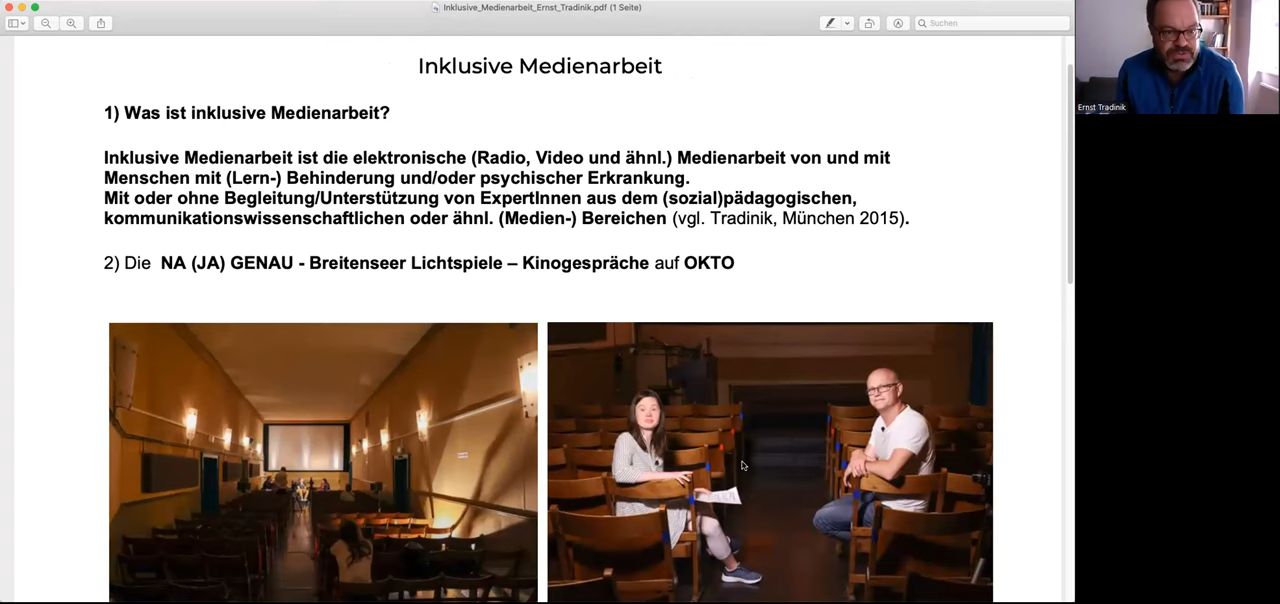 Inklusive_Medienarbeit_Ernst_Tradinik.pdf (1 Seite)
Suchen
Inklusive Medienarbeit
1) Was ist inklusive Medienarbeit?
Inklusive Medienarbeit ist die elektronische (Radio, Video und ähnl.) Medienarbeit von und mit
Menschen mit (Lern-) Behinderung und/oder psychischer Erkrankung.
Mit oder ohne Begleitung/Unterstützung von ExpertInnen aus dem (sozial)pädagogischen,
kommunikationswissenschaftlichen oder ähnl. (Medien-) Bereichen (vgl. Tradinik, München 2015).
2) Die NA (JA) GENAU - Breitenseer Lichtspiele – Kinogespräche auf OKTO
Ernst Tradinik